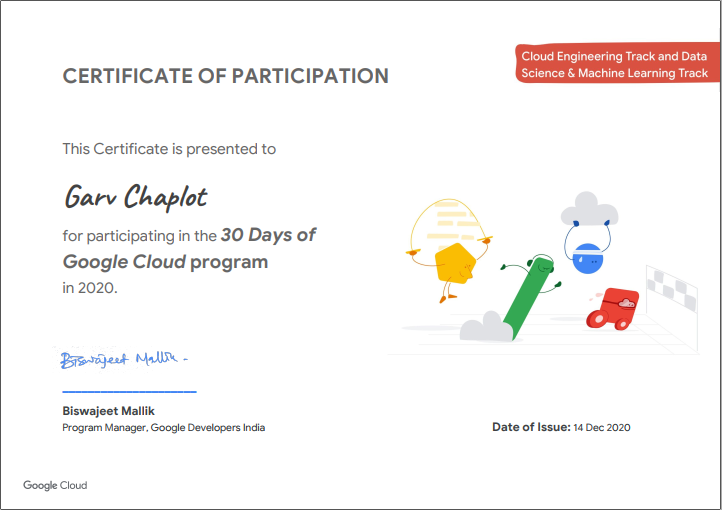 Cloud Engineering Track and Data
Science & Machine Learning Track
CERTIFICATE OF PARTICIPATION
This Certificate is presented to
Garv Chaplot
for participating in the 30 Days of
Google Cloud program
in 2020.
Biswajeet Mallik
Biswajeet Mallik
Program Manager, Google Developers India
Date of Issue: 14 Dec 2020
Google Cloud